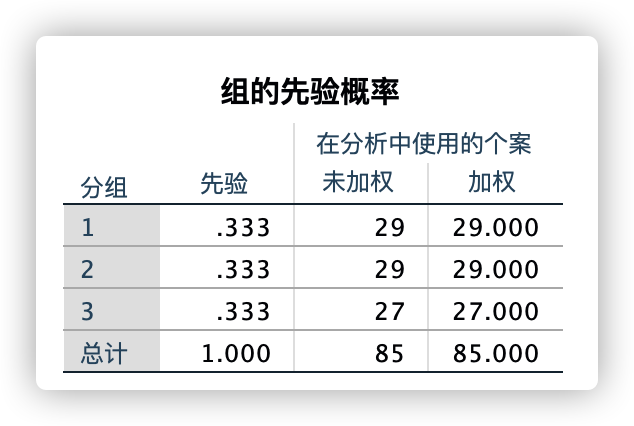 组的先验概率
在分析中使用的个案
分组 先验 未加权 加权
1 .333 29 29.000
2 .333 29 29.000
3 .333 27 27.000
总计 1.000 85 85.000